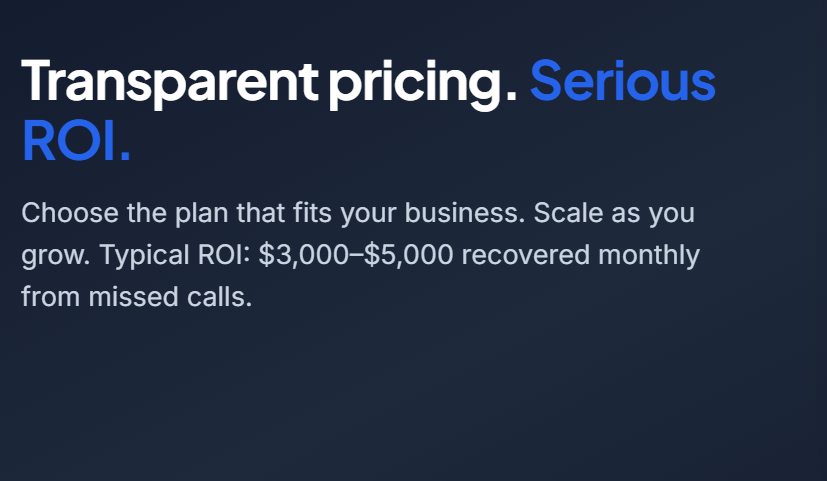 Transparent pricing. Serious
ROI.
Choose the plan that fits your business. Scale as you
grow. Typical ROI: $3,000–$5,000 recovered monthly
from missed calls.